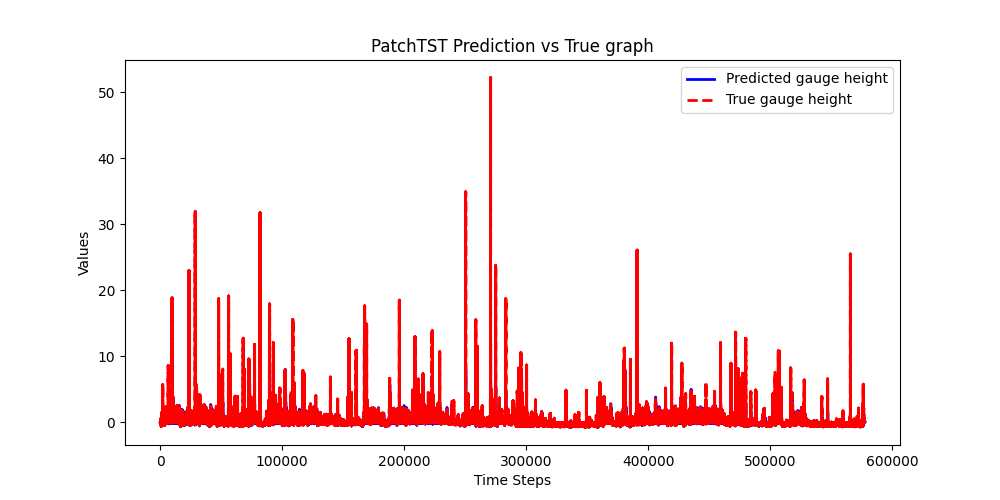 PatchTST Prediction vs True graph
Predicted gauge height
True gauge height
Values
50
40
30
20
10
0
0 100000 200000 300000 400000 500000 600000
Time Steps